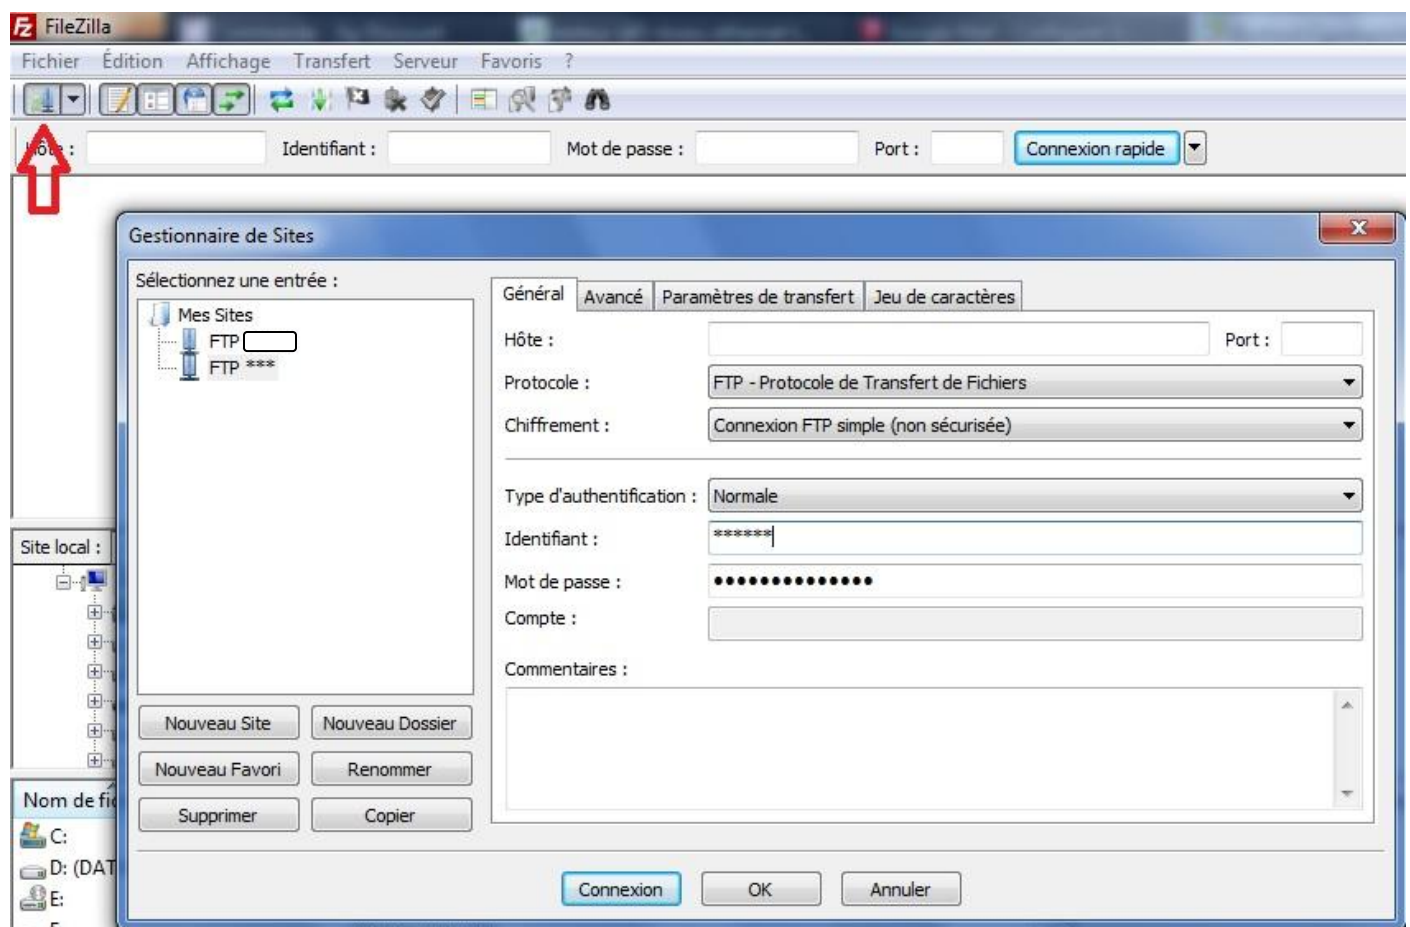 FileZilla
Fichier Édition Affichage Transfert Serveur Favoris ?
Hôte : Identifiant : Mot de passe : Port : Connexion rapide
Gestionnaire de Sites
Sélectionnez une entrée :
Mes Sites
FTP
FTP ***
Général Avancé Paramètres de transfert Jeu de caractères
Hôte : Port :
Protocole : FTP - Protocole de Transfert de Fichiers
Chiffrement : Connexion FTP simple (non sécurisée)
Type d'authentification : Normale
Identifiant : ******
Mot de passe : ●●●●●●●●●●●●●●
Compte :
Commentaires :
Nouveau Site Nouveau Dossier
Nouveau Favori Renommer
Supprimer Copier
Connexion OK Annuler
Site local :
Nom de fic
C:
D: (DAT
E: